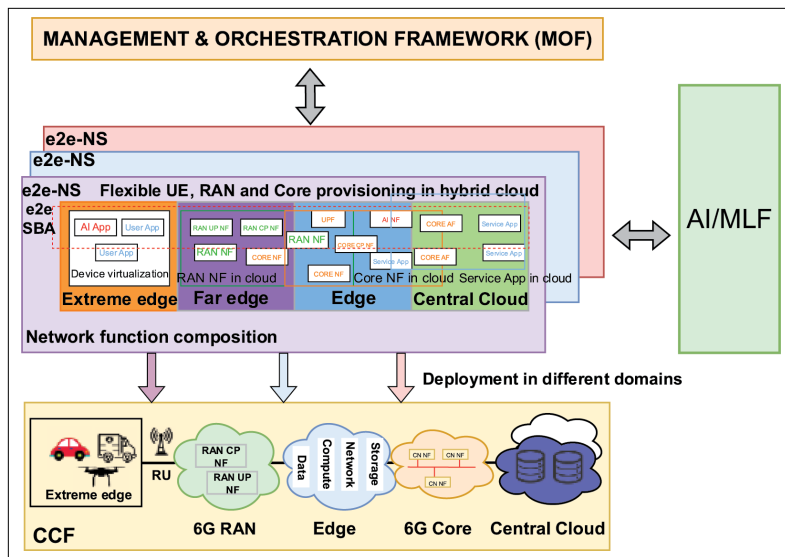 MANAGEMENT & ORCHESTRATION FRAMEWORK (MOF)
e2e-NS
e2e-NS
e2e-NS Flexible UE, RAN and Core provisioning in hybrid cloud
e2e
SBA
AI App
User App
User App
Device virtualization
Extreme edge
RAN UP NF
RAN CP NF
RAN NF
CORE NF
RAN NF in cloud
Far edge
RAN NF
UPF
AI NF
CORE CP NF
CORE NF
Service App
Core NF in cloud
Edge
CORE AF
Service App
CORE AF
Service App
Service App in cloud
Central Cloud
Network function composition
AI/MLF
Deployment in different domains
Extreme edge
CCF
RU
RAN CP
NF
RAN UP
NF
6G RAN
Data
Compute
Network
Storage
Edge
CN NF
CN NF
CN NF
6G Core
Central Cloud